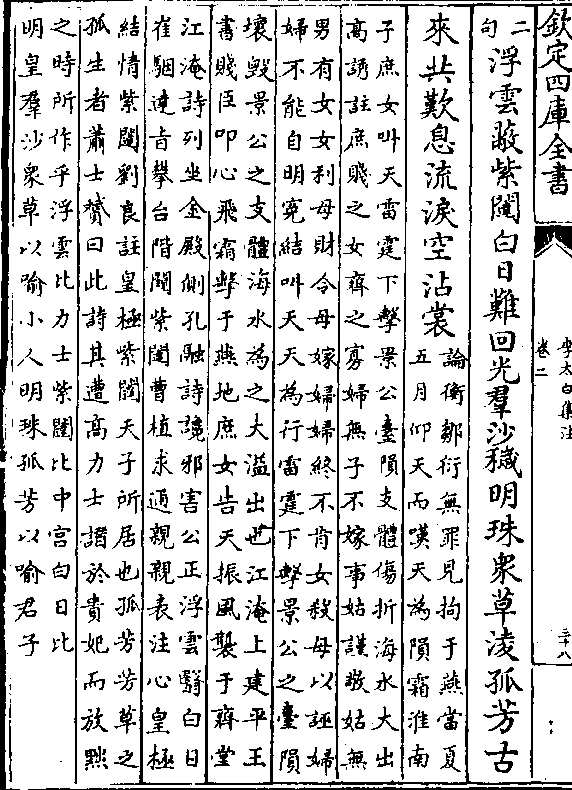 欽定四庫全書
李太白集注
卷二
三十八
二句
浮雲蔽紫闥白日難回光羣沙穢明珠衆草淩孤芳古
來共歎息流淚空沾裳
論衡鄒衍無罪見拘于燕當夏
五月仰天而嘆天為隕霜淮南
子庶女叫天雷霆下擊景公臺隕支體傷折海水大出
高誘註庶賤之女齊之寡婦無子不嫁事姑謹敬姑無
男有女女利母財令母嫁婦婦終不肯女殺母以誣婦
婦不能自明寃結叫天天為行雷霆下擊景公之臺隕
壞毀景公之支體海水為之大溢出也江淹上建平王
書賤臣叩心飛霜擊于燕地庶女告天振風襲于齊堂
江淹詩列坐金殿側孔融詩讒邪害公正浮雲翳白日
崔駰達旨攀台階闚紫闥曹植求通親親表注心皇極
結情紫闥劉良註皇極紫闥天子所居也孤芳芳草之
孤生者蕭士贇曰此詩其遭高力士譖於貴妃而放黜
之時所作乎浮雲比力士紫闥比中宮白日比
明皇羣沙衆草以喻小人明珠孤芳以喻君子